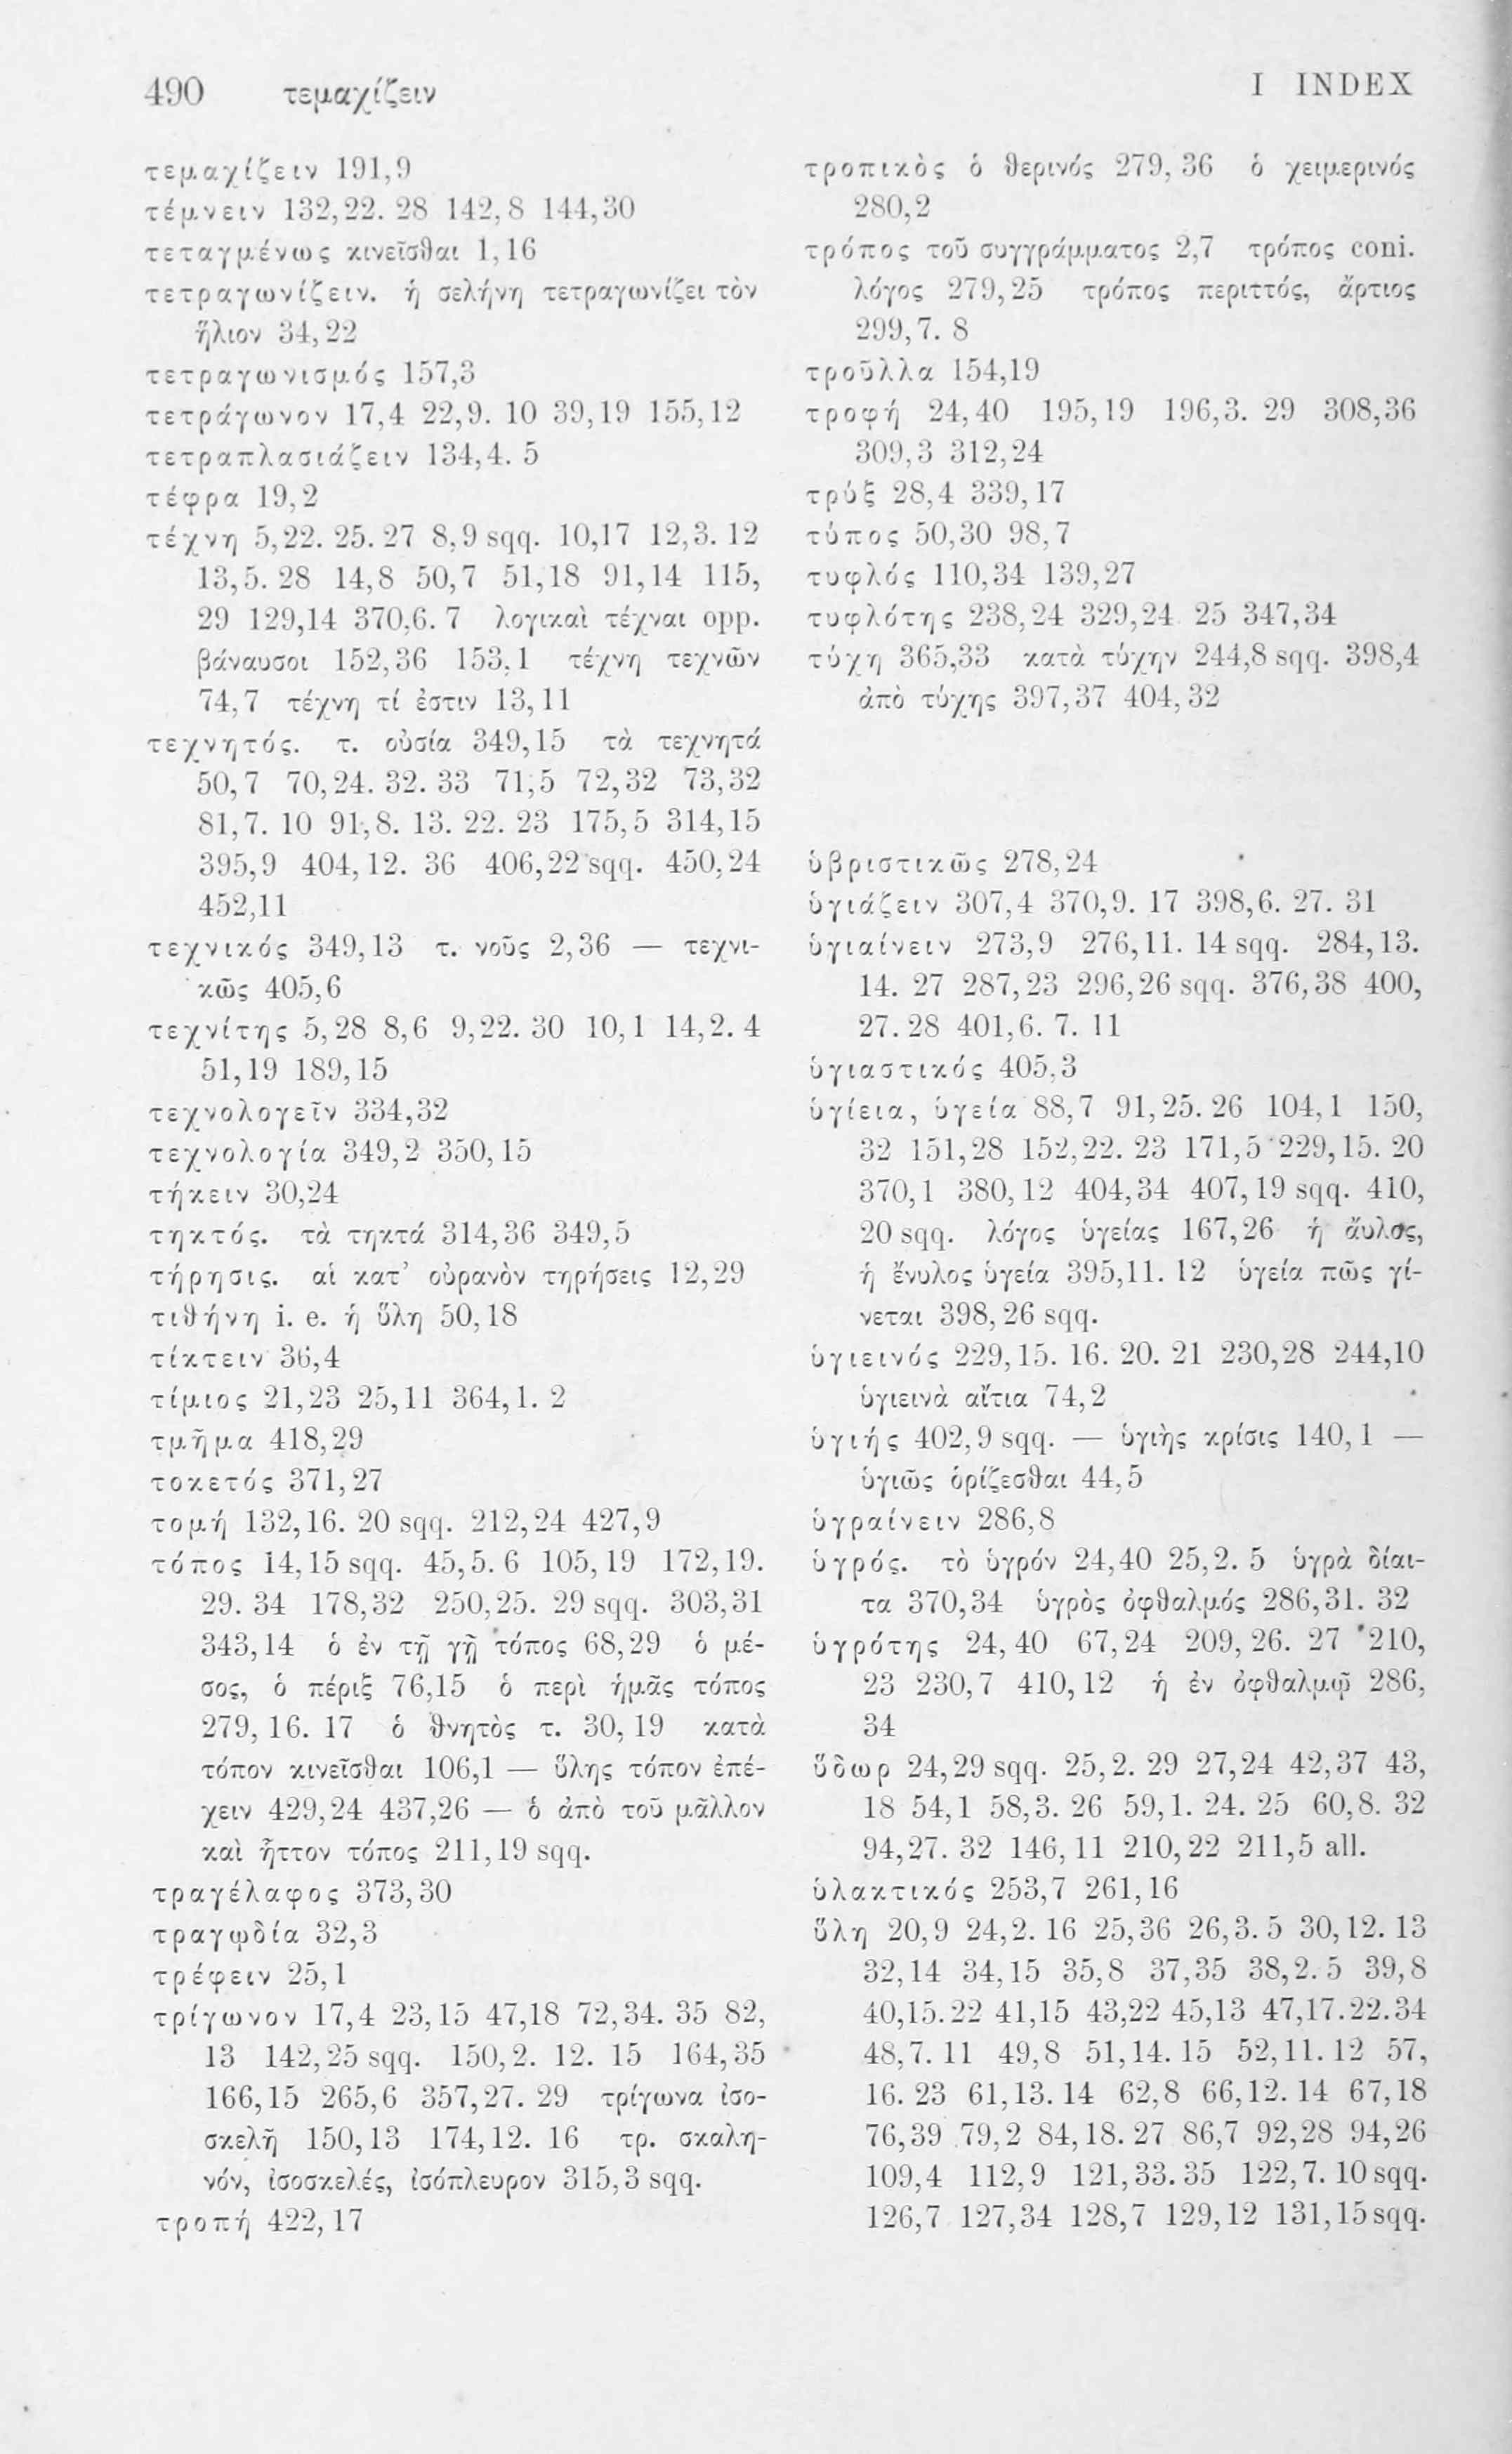 490 τεμαχίζειν I INDEX
τεμαχίζειν 191,9
τέμνειν 132,22. 28 142,8 144,30
τεταγμένως κινεῖσθαι 1,16
τετραγωνίζειν. ἡ σελήνη τετραγωνίζει τὸν
ἥλιον 34,22
τετραγωνισμός 157,3
τετράγωνον 17,4 22,9. 10 39,19 155,12
τετραπλασιάζειν 134,4. 5
τέφρα 19,2
τέχνη 5,22. 25. 27 8,9 sqq. 10,17 12,3. 12
13,5. 28 14,8 50,7 51,18 91,14 115,
29 129,14 370,6. 7 λογικαὶ τέχναι opp.
βάναυσοι 152,36 153,1 τέχνη τεχνῶν
74,7 τέχνη τί ἐστιν 13,11
τεχνητός. τ. οὐσία 349,15 τὰ τεχνητά
50,7 70,24. 32. 33 71,5 72,32 73,32
81,7. 10 91,8. 13. 22. 23 175,5 314,15
395,9 404,12. 36 406,22 sqq. 450,24
452,11
τεχνικός 349,13 τ. νοῦς 2,36 — τεχνι-
κῶς 405,6
τεχνίτης 5,28 8,6 9,22. 30 10,1 14,2. 4
51,19 189,15
τεχνολογεῖν 334,32
τεχνολογία 349,2 350,15
τήκειν 30,24
τηκτός. τὰ τηκτά 314,36 349,5
τήρησις. αἱ κατ’ οὐρανὸν τηρήσεις 12,29
τιθήνη i. e. ἡ ὕλη 50,18
τίκτειν 36,4
τίμιος 21,23 25,11 364,1. 2
τμῆμα 418,29
τοκετός 371,27
τομή 132,16. 20 sqq. 212,24 427,9
τόπος 14,15 sqq. 45,5. 6 105,19 172,19.
29. 34 178,32 250,25. 29 sqq. 303,31
343,14 ὁ ἐν τῇ γῇ τόπος 68,29 ὁ μέ-
σος, ὁ πέριξ 76,15 ὁ περὶ ἡμᾶς τόπος
279,16. 17 ὁ θνητὸς τ. 30,19 κατὰ
τόπον κινεῖσθαι 106,1 — ὕλης τόπον ἐπέ-
χειν 429,24 437,26 — ὁ ἀπὸ τοῦ μᾶλλον
καὶ ἧττον τόπος 211,19 sqq.
τραγέλαφος 373,30
τραγῳδία 32,3
τρέφειν 25,1
τρίγωνον 17,4 23,15 47,18 72,34. 35 82,
13 142,25 sqq. 150,2. 12. 15 164,35
166,15 265,6 357,27. 29 τρίγωνα ἰσο-
σκελῆ 150,13 174,12. 16 τρ. σκαλη-
νόν, ἰσοσκελές, ἰσόπλευρον 315,3 sqq.
τροπή 422,17
τροπικὸς ὁ θερινός 279,36 ὁ χειμερινός
280,2
τρόπος τοῦ συγγράμματος 2,7 τρόπος coni.
λόγος 279,25 τρόπος περιττός, ἄρτιος
299,7. 8
τροῦλλα 154,19
τροφή 24,40 195,19 196,3. 29 308,36
309,3 312,24
τρύξ 28,4 339,17
τύπος 50,30 98,7
τυφλός 110,34 139,27
τυφλότης 238,24 329,24 25 347,34
τύχη 365,33 κατὰ τύχην 244,8 sqq. 398,4
ἀπὸ τύχης 397,37 404,32
ὑβριστικῶς 278,24
ὑγιάζειν 307,4 370,9. 17 398,6. 27. 31
ὑγιαίνειν 273,9 276,11. 14 sqq. 284,13.
14. 27 287,23 296,26 sqq. 376,38 400,
27. 28 401,6. 7. 11
ὑγιαστικός 405,3
ὑγίεια, ὑγεία 88,7 91,25. 26 104,1 150,
32 151,28 152,22. 23 171,5 229,15. 20
370,1 380,12 404,34 407,19 sqq. 410,
20 sqq. λόγος ὑγείας 167,26 ἡ ἄυλος,
ἡ ἔνυλος ὑγεία 395,11. 12 ὑγεία πῶς γί-
νεται 398,26 sqq.
ὑγιεινός 229,15. 16. 20. 21 230,28 244,10
ὑγιεινὰ αἴτια 74,2
ὑγιής 402,9 sqq. — ὑγιὴς κρίσις 140,1 —
ὑγιῶς ὁρίζεσθαι 44,5
ὑγραίνειν 286,8
ὑγρός. τὸ ὑγρόν 24,40 25,2. 5 ὑγρὰ δίαι-
τα 370,34 ὑγρὸς ὀφθαλμός 286,31. 32
ὑγρότης 24,40 67,24 209,26. 27 210,
23 230,7 410,12 ἡ ἐν ὀφθαλμῷ 286,
34
ὕδωρ 24,29 sqq. 25,2. 29 27,24 42,37 43,
18 54,1 58,3. 26 59,1. 24. 25 60,8. 32
94,27. 32 146,11 210,22 211,5 all.
ὑλακτικός 253,7 261,16
ὕλη 20,9 24,2. 16 25,36 26,3. 5 30,12. 13
32,14 34,15 35,8 37,35 38,2. 5 39,8
40,15. 22 41,15 43,22 45,13 47,17. 22. 34
48,7. 11 49,8 51,14. 15 52,11. 12 57,
16. 23 61,13. 14 62,8 66,12. 14 67,18
76,39 79,2 84,18. 27 86,7 92,28 94,26
109,4 112,9 121,33. 35 122,7. 10 sqq.
126,7 127,34 128,7 129,12 131,15 sqq.